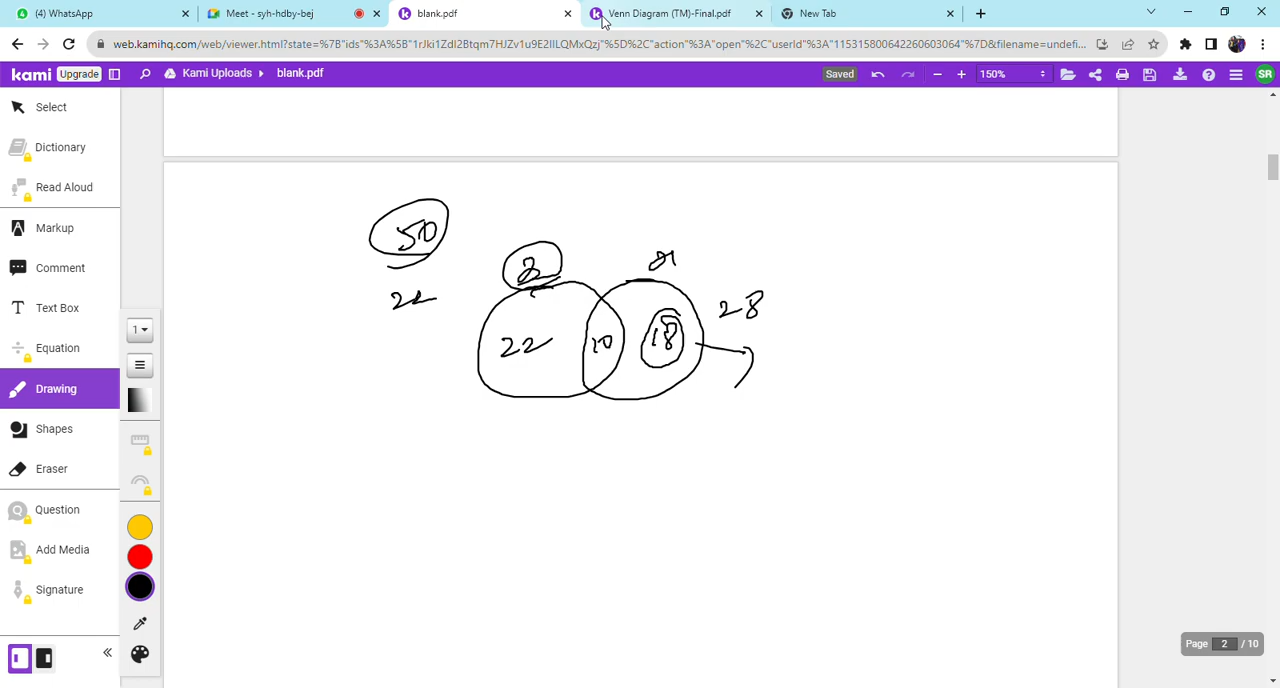 (4) WhatsApp
Meet - syh-hdby-bej
blank.pdf
Venn Diagram (TM)-Final.pdf
New Tab
web.kamihq.com/web/viewer.html?state=%7B"ids"%3A%5B"1rJki1ZdI2Btqm7HJZv1u9E2IILQMxQzj"%5D%2C"action"%3A"open"%2C"userId"%3A"115315800642260603064"%7D&filename=undefi...
kami Upgrade Kami Uploads blank.pdf Saved 150% SR
Select
Dictionary
Read Aloud
Markup
Comment
Text Box
Equation
Drawing
Shapes
Eraser
Question
Add Media
Signature
1
50
22
28
22 10 18
Page 2 / 10